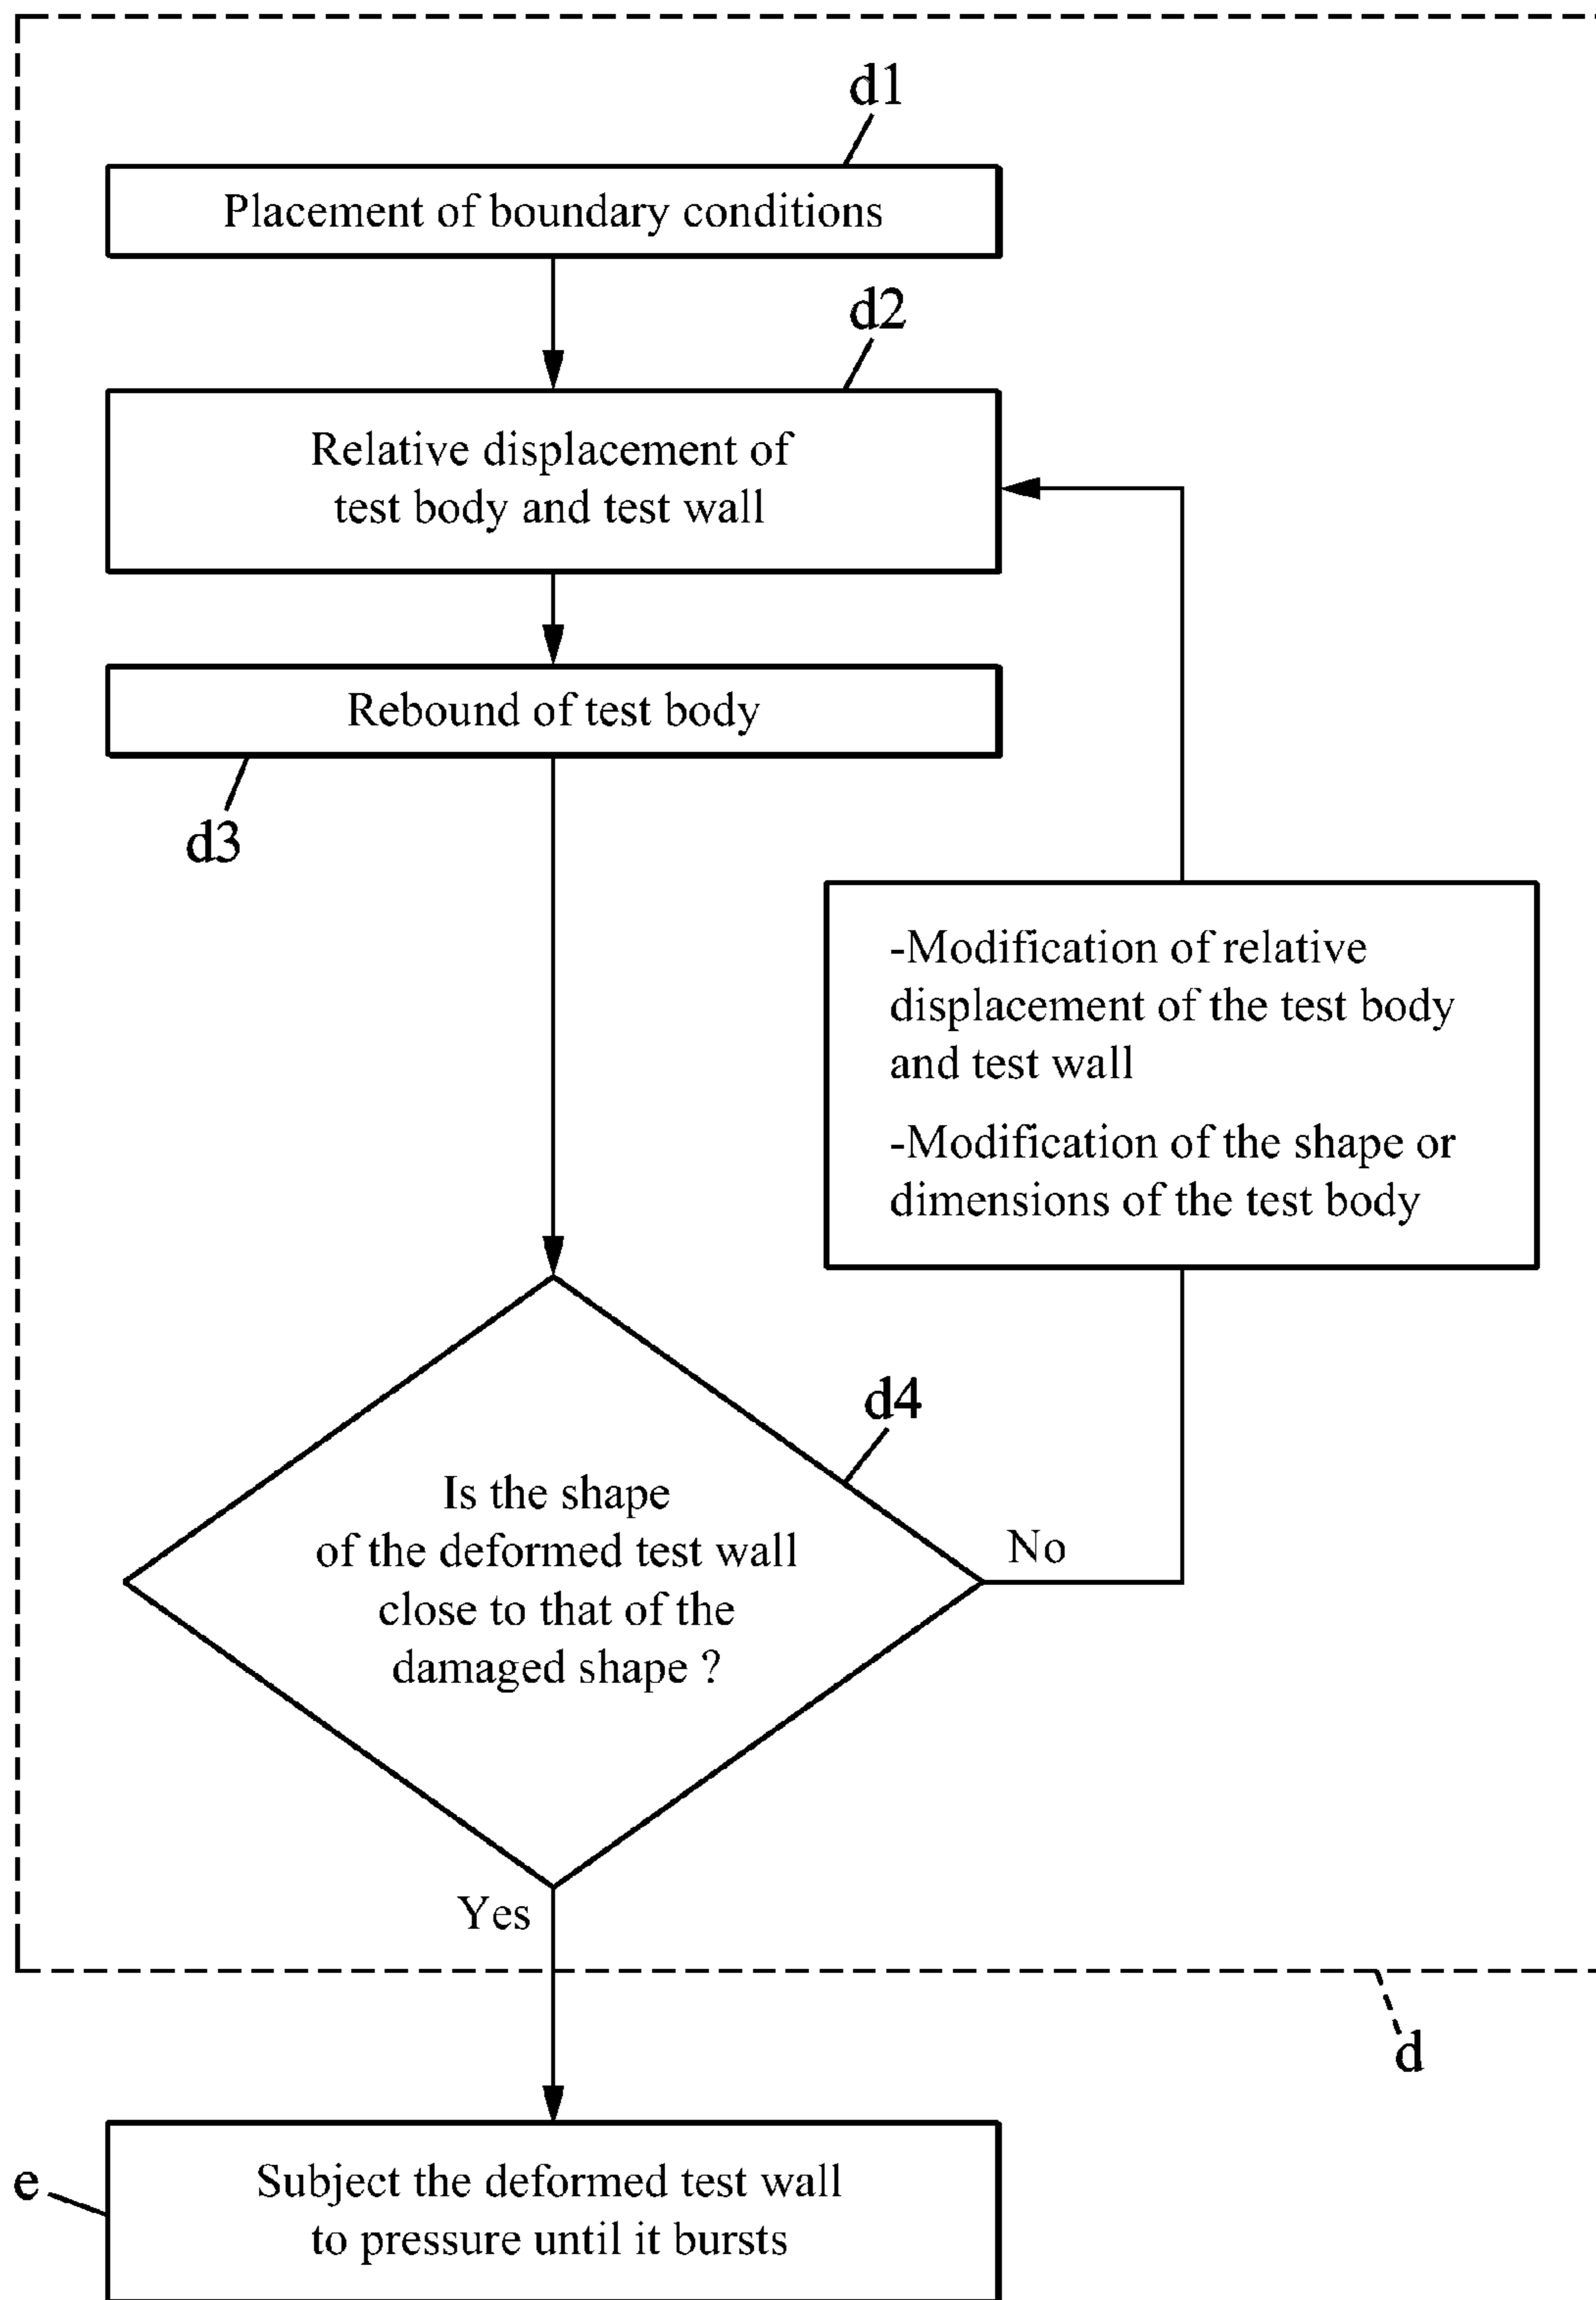 d1
Placement of boundary conditions
d2
Relative displacement of
test body and test wall
Rebound of test body
d3
-Modification of relative
displacement of the test body
and test wall
-Modification of the shape or
dimensions of the test body
d4
Is the shape
of the deformed test wall
close to that of the
damaged shape ?
No
Yes
d
e
Subject the deformed test wall
to pressure until it bursts